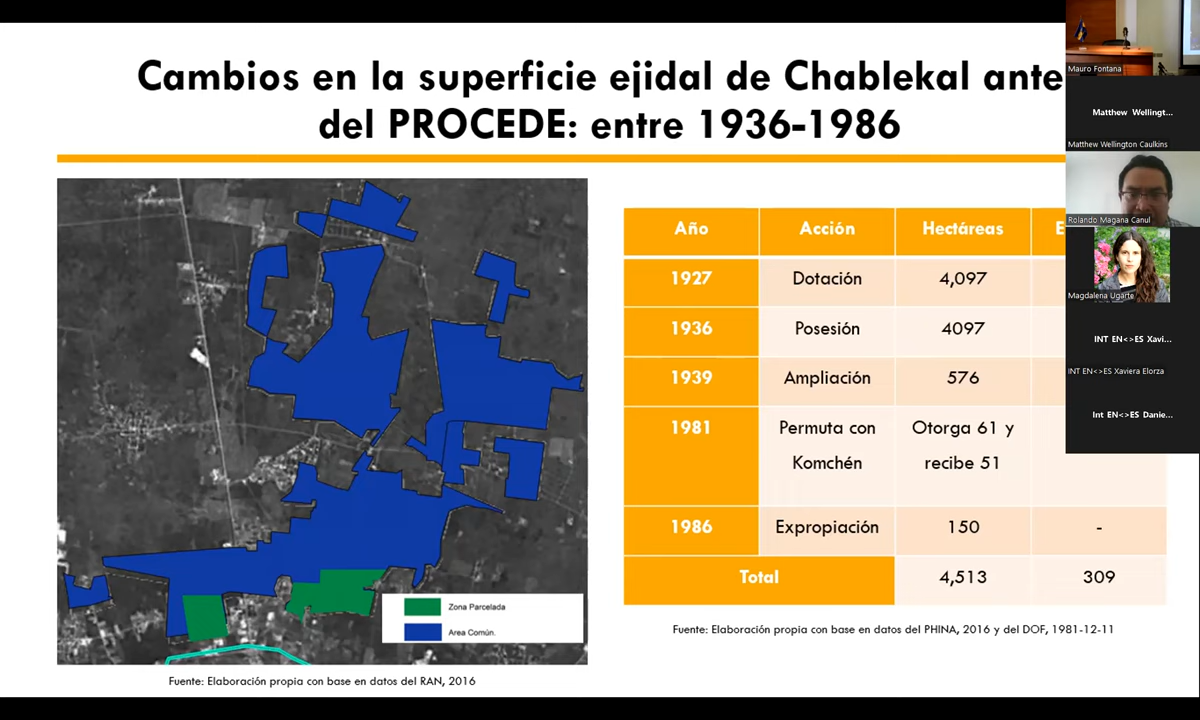 Cambios en la superficie ejidal de Chablekal ante
del PROCEDE: entre 1936-1986
Zona Parcelada
Area Común.
Fuente: Elaboración propia con base en datos del RAN, 2016
Año Acción Hectáreas E
1927 Dotación 4,097
1936 Posesión 4097
1939 Ampliación 576
1981 Permuta con Otorga 61 y
Komchén recibe 51
1986 Expropiación 150 -
Total 4,513 309
Fuente: Elaboración propia con base en datos del PHINA, 2016 y del DOF, 1981-12-11
Mauro Fontana
Matthew Wellingt...
Matthew Wellington Caulkins
Rolando Magana Canul
Magdalena Ugarte
INT EN<>ES Xavi...
INT EN<>ES Xaviera Elorza
Int EN<>ES Danie...